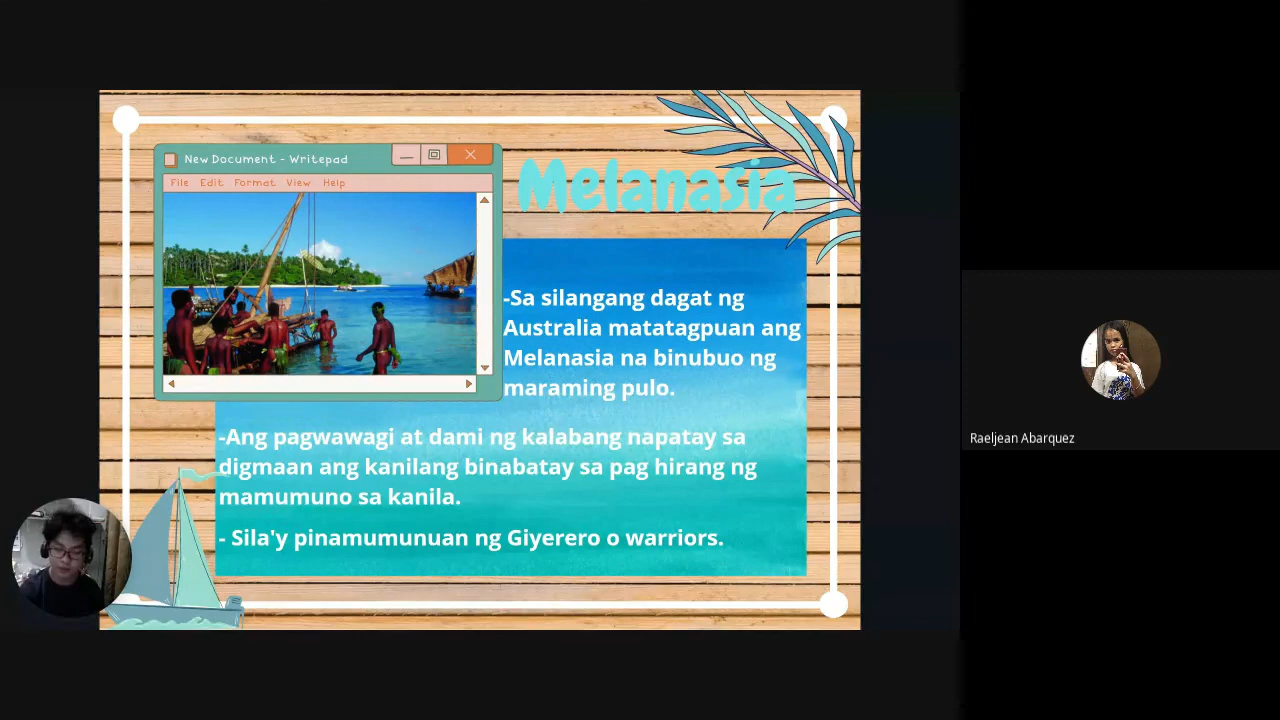 New Document - Writepad
File Edit Format View Help
Melanasia
-Sa silangang dagat ng
Australia matatagpuan ang
Melanasia na binubuo ng
maraming pulo.
-Ang pagwawagi at dami ng kalabang napatay sa
digmaan ang kanilang binabatay sa pag hirang ng
mamumuno sa kanila.
- Sila'y pinamumunuan ng Giyerero o warriors.
Raeljean Abarquez